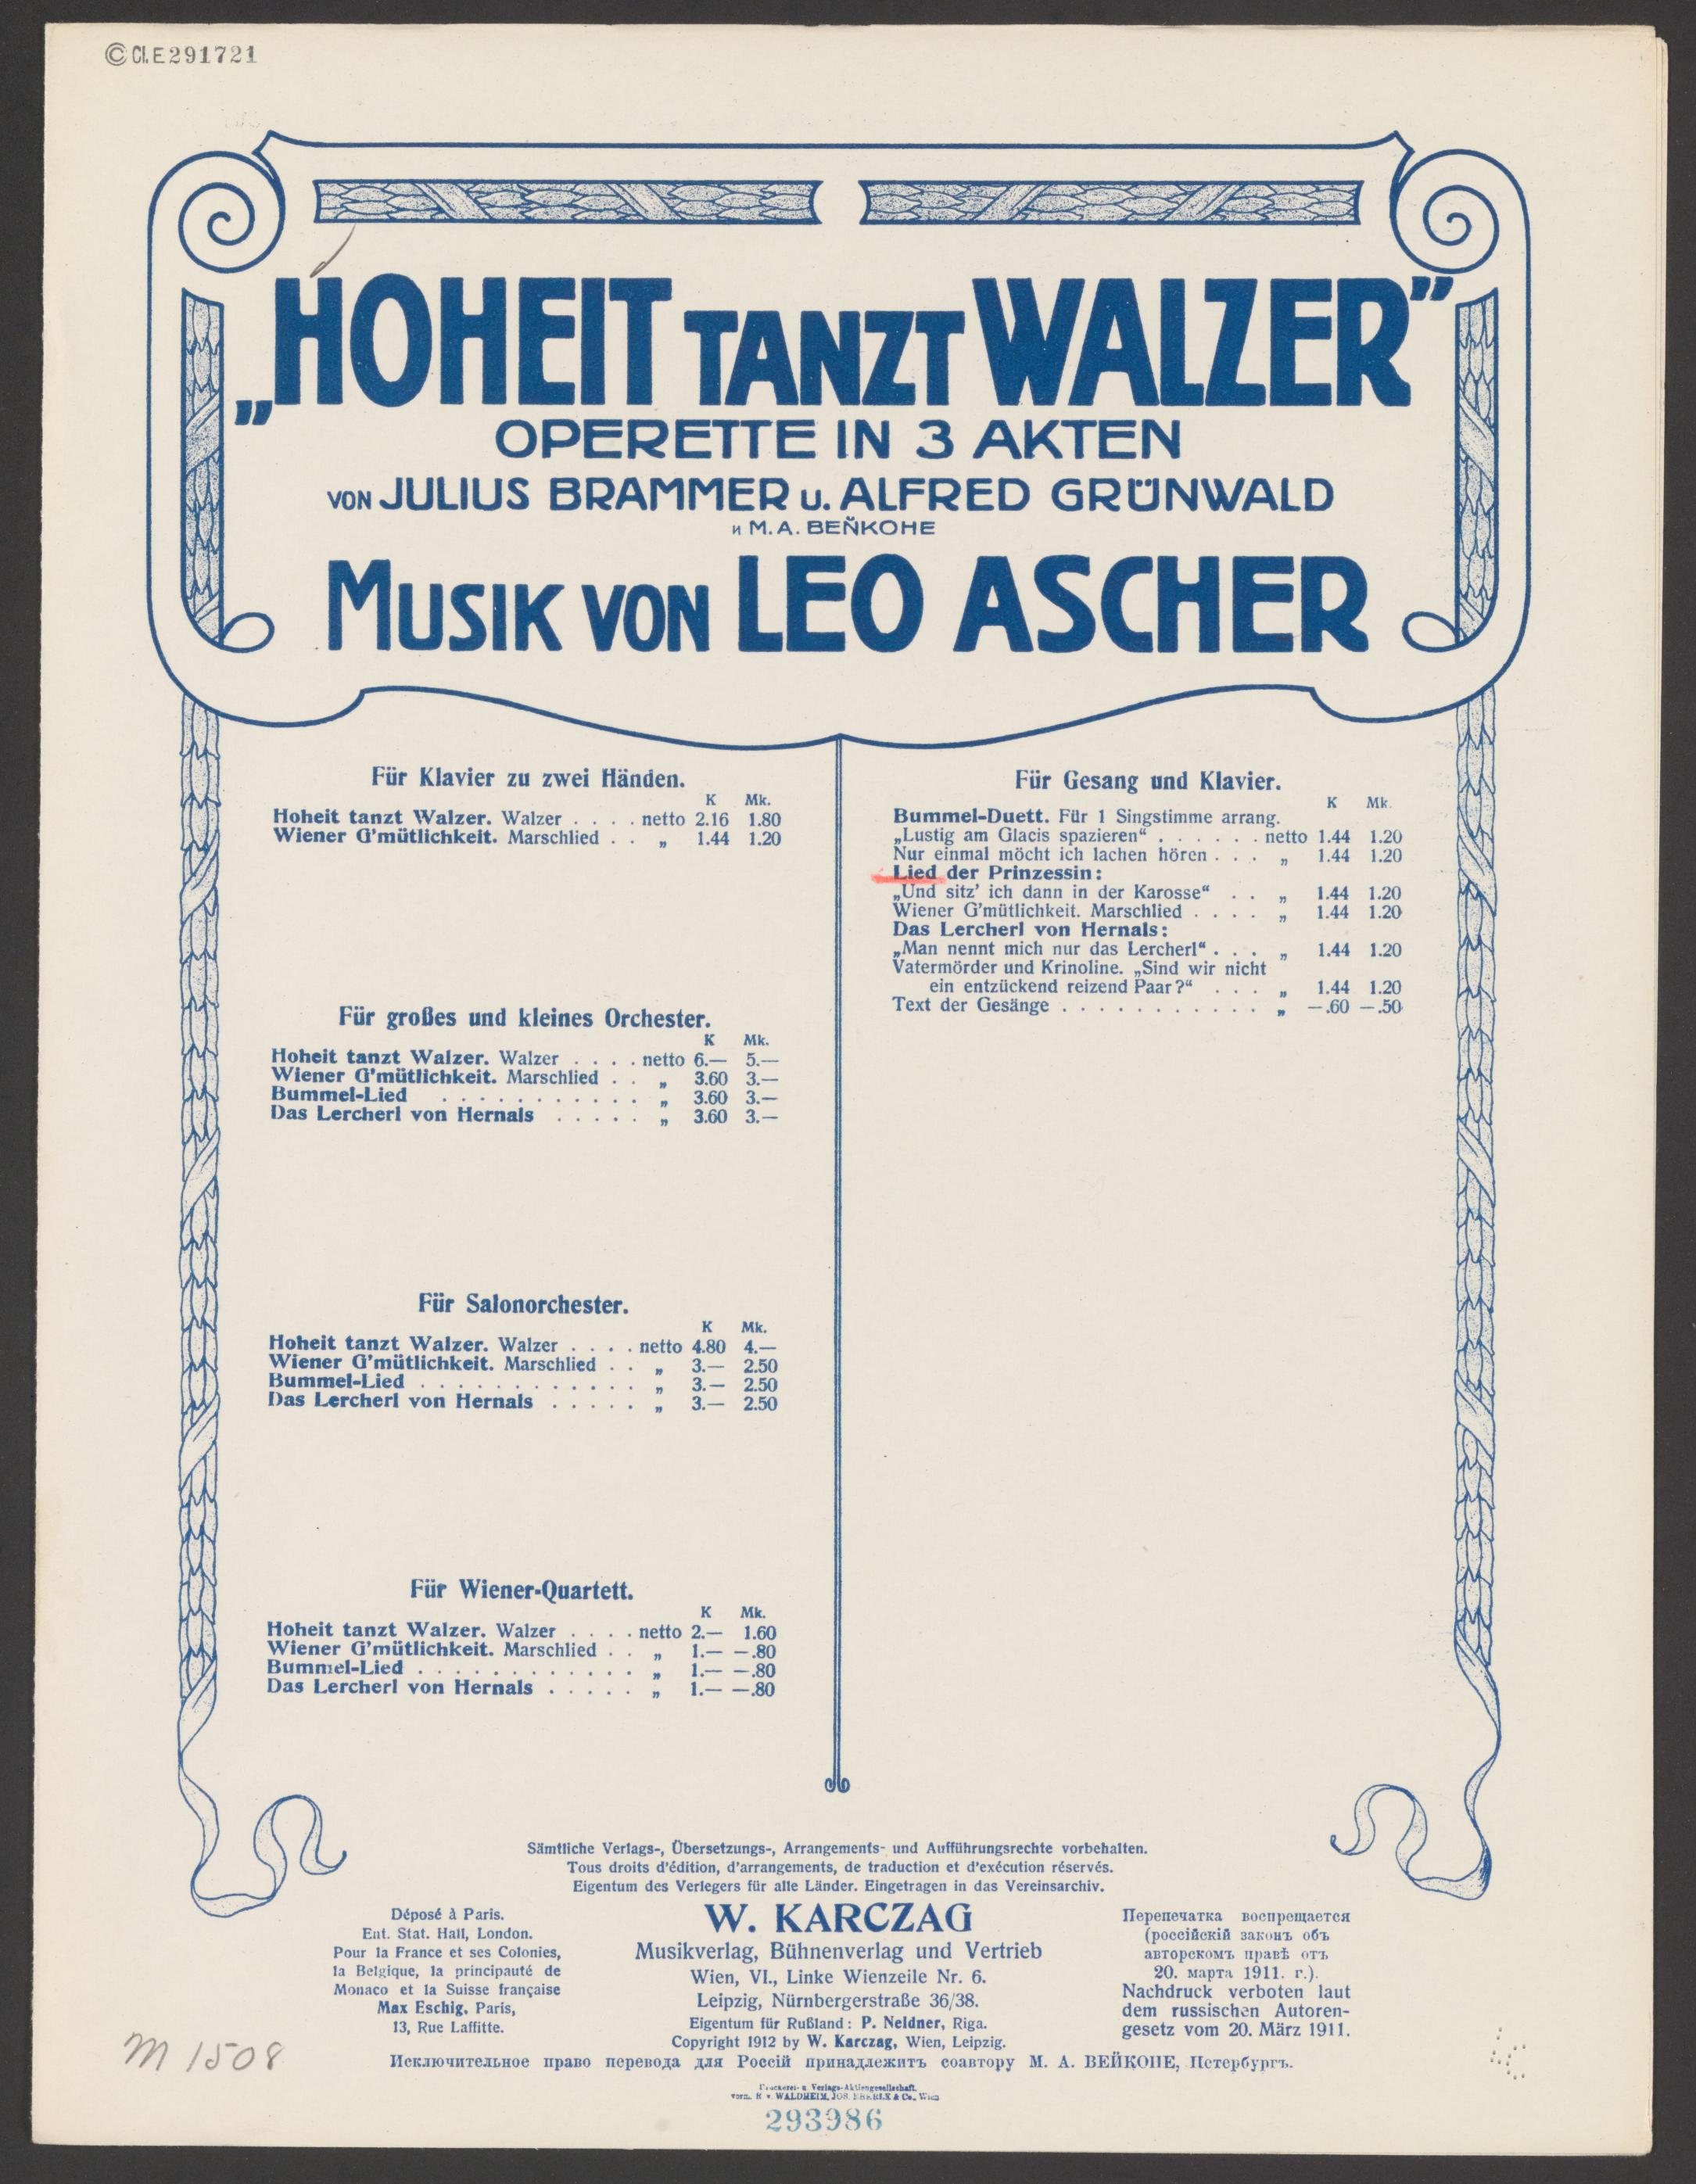 © Cl. E 291721
„HOHEIT TANZT WALZER”
OPERETTE IN 3 AKTEN
VON JULIUS BRAMMER U. ALFRED GRÜNWALD
и M. A. BEŇKOHE
MUSIK VON LEO ASCHER
Für Klavier zu zwei Händen.
K Mk.
Hoheit tanzt Walzer. Walzer . . . . netto 2.16 1.80
Wiener G'mütlichkeit. Marschlied . . „ 1.44 1.20
Für großes und kleines Orchester.
K Mk.
Hoheit tanzt Walzer. Walzer . . . . netto 6.— 5.—
Wiener G'mütlichkeit. Marschlied . . „ 3.60 3.—
Bummel-Lied . . . . . . . . . . . „ 3.60 3.—
Das Lercherl von Hernals . . . . . „ 3.60 3.—
Für Salonorchester.
K Mk.
Hoheit tanzt Walzer. Walzer . . . . netto 4.80 4.—
Wiener G'mütlichkeit. Marschlied . . „ 3.— 2.50
Bummel-Lied . . . . . . . . . . . . „ 3.— 2.50
Das Lercherl von Hernals . . . . . „ 3.— 2.50
Für Wiener-Quartett.
K Mk.
Hoheit tanzt Walzer. Walzer . . . . netto 2.— 1.60
Wiener G'mütlichkeit. Marschlied . . „ 1.— —.80
Bummel-Lied . . . . . . . . . . . . „ 1.— —.80
Das Lercherl von Hernals . . . . . „ 1.— —.80
Für Gesang und Klavier.
K Mk.
Bummel-Duett. Für 1 Singstimme arrang.
„Lustig am Glacis spazieren“ . . . . . . netto 1.44 1.20
Nur einmal möcht ich lachen hören . . . „ 1.44 1.20
Lied der Prinzessin:
„Und sitz' ich dann in der Karosse“ . . „ 1.44 1.20
Wiener G'mütlichkeit. Marschlied . . . . „ 1.44 1.20
Das Lercherl von Hernals:
„Man nennt mich nur das Lercherl“ . . . „ 1.44 1.20
Vatermörder und Krinoline. „Sind wir nicht
ein entzückend reizend Paar?“ . . . „ 1.44 1.20
Text der Gesänge . . . . . . . . . . . „ —.60 —.50
Sämtliche Verlags-, Übersetzungs-, Arrangements- und Aufführungsrechte vorbehalten.
Tous droits d'édition, d'arrangements, de traduction et d'exécution réservés.
Eigentum des Verlegers für alle Länder. Eingetragen in das Vereinsarchiv.
Déposé à Paris.
Ent. Stat. Hall, London.
Pour la France et ses Colonies,
la Belgique, la principauté de
Monaco et la Suisse française
Max Eschig, Paris,
13, Rue Laffitte.
W. KARCZAG
Musikverlag, Bühnenverlag und Vertrieb
Wien, VI., Linke Wienzeile Nr. 6.
Leipzig, Nürnbergerstraße 36/38.
Eigentum für Rußland: P. Neldner, Riga.
Copyright 1912 by W. Karczag, Wien, Leipzig.
Перепечатка воспрещается
(россійскій законъ объ
авторскомъ правѣ отъ
20. марта 1911. г.).
Nachdruck verboten laut
dem russischen Autoren-
gesetz vom 20. März 1911.
Исключительное право перевода для Россіи принадлежитъ соавтору М. А. ВЕЙКОНЕ, Петербургъ.
Druckerei- u. Verlags-Aktiengesellschaft
vorm. R. v. WALDHEIM, JOS. EBERLE & Co., Wien
293986
M 1508